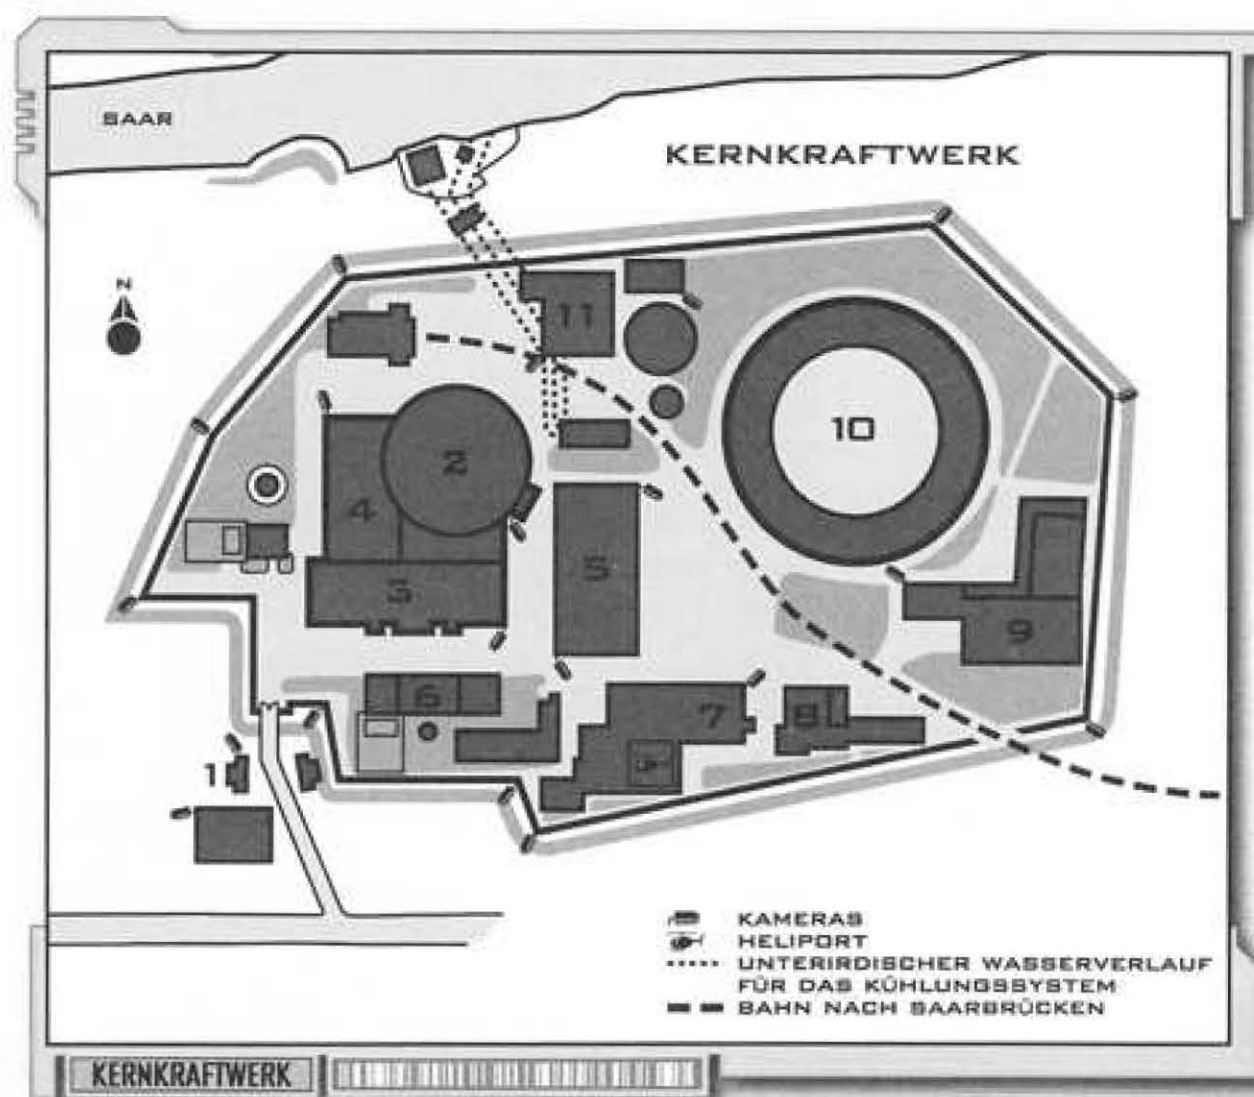 SAAR
KERNKRAFTWERK
N
11
10
2
4
5
3
9
6
7
8
1
KAMERAS
HELIPORT
UNTERIRDISCHER WASSERVERLAUF
FÜR DAS KÜHLUNGSSYSTEM
BAHN NACH SAARBRÜCKEN
KERNKRAFTWERK